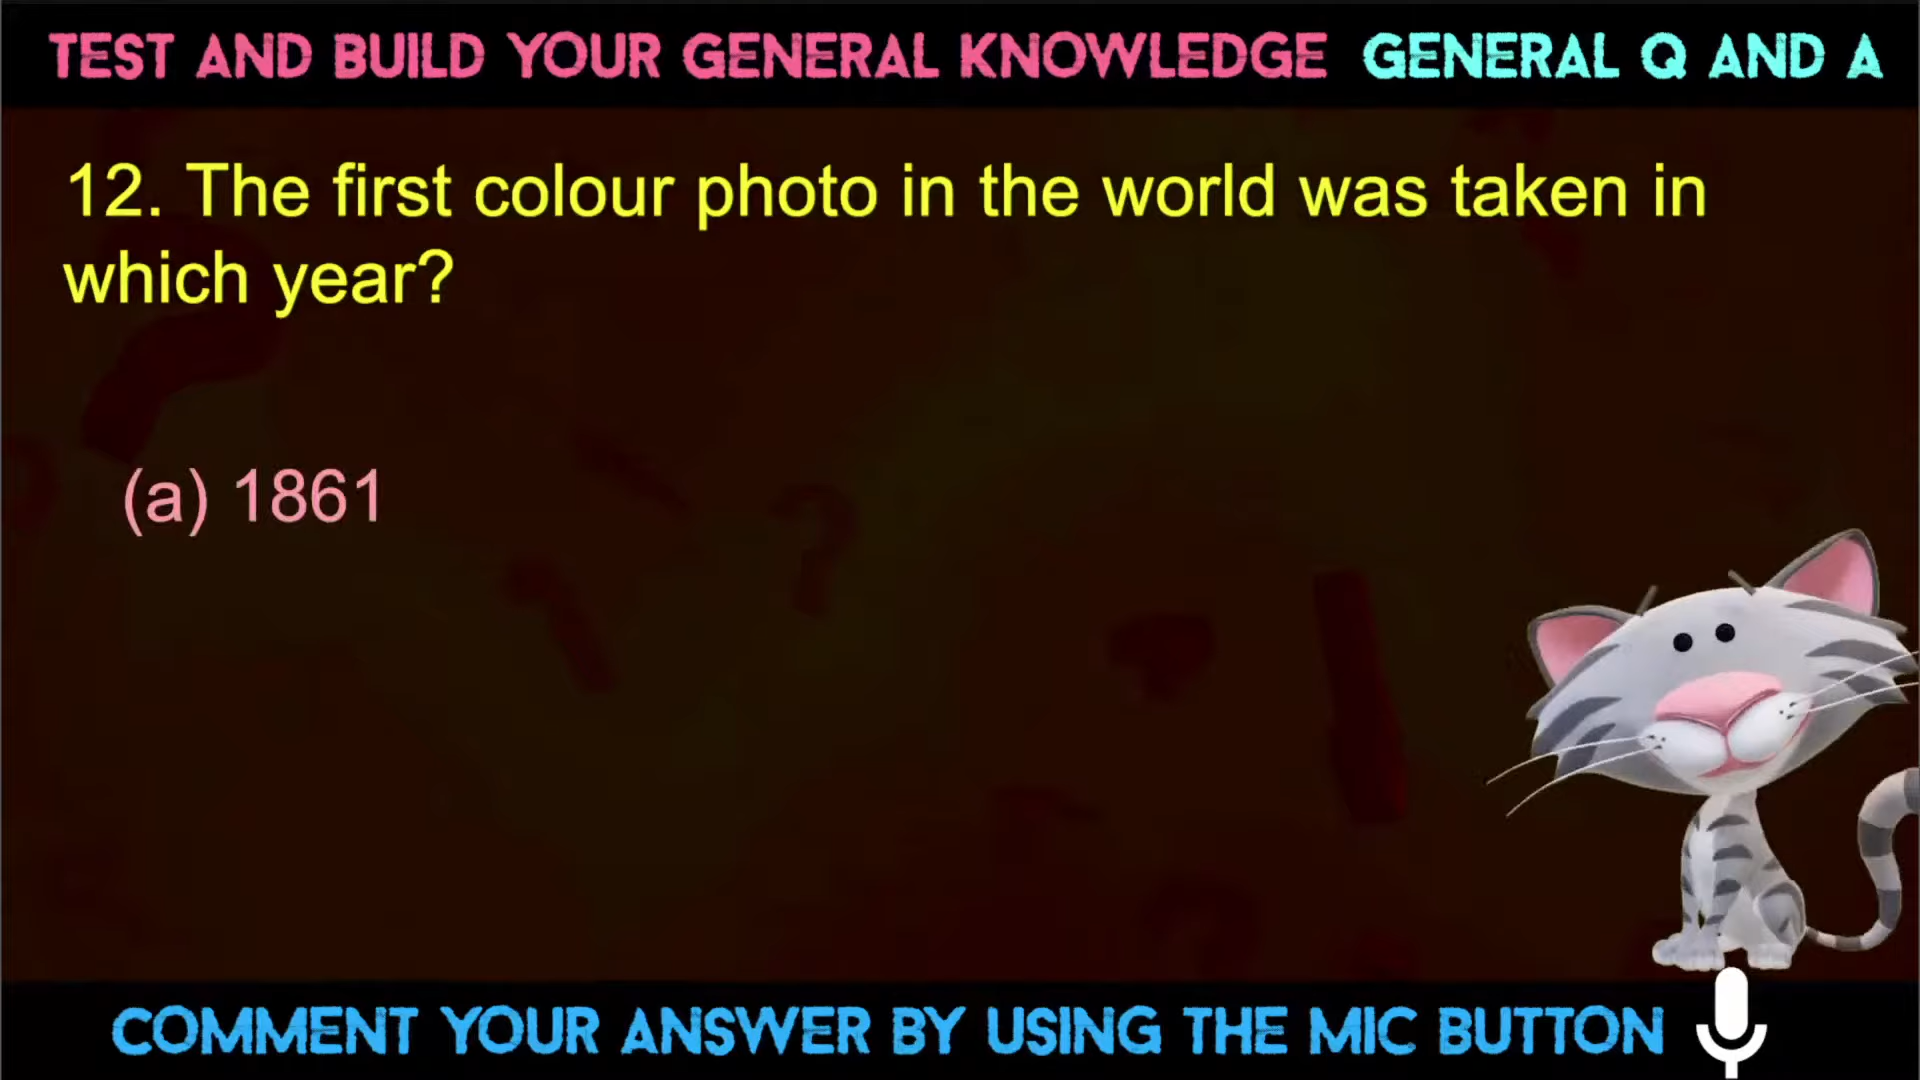 TEST AND BUILD YOUR GENERAL KNOWLEDGE GENERAL Q AND A
12. The first colour photo in the world was taken in
which year?
(a) 1861
COMMENT YOUR ANSWER BY USING THE MIC BUTTON